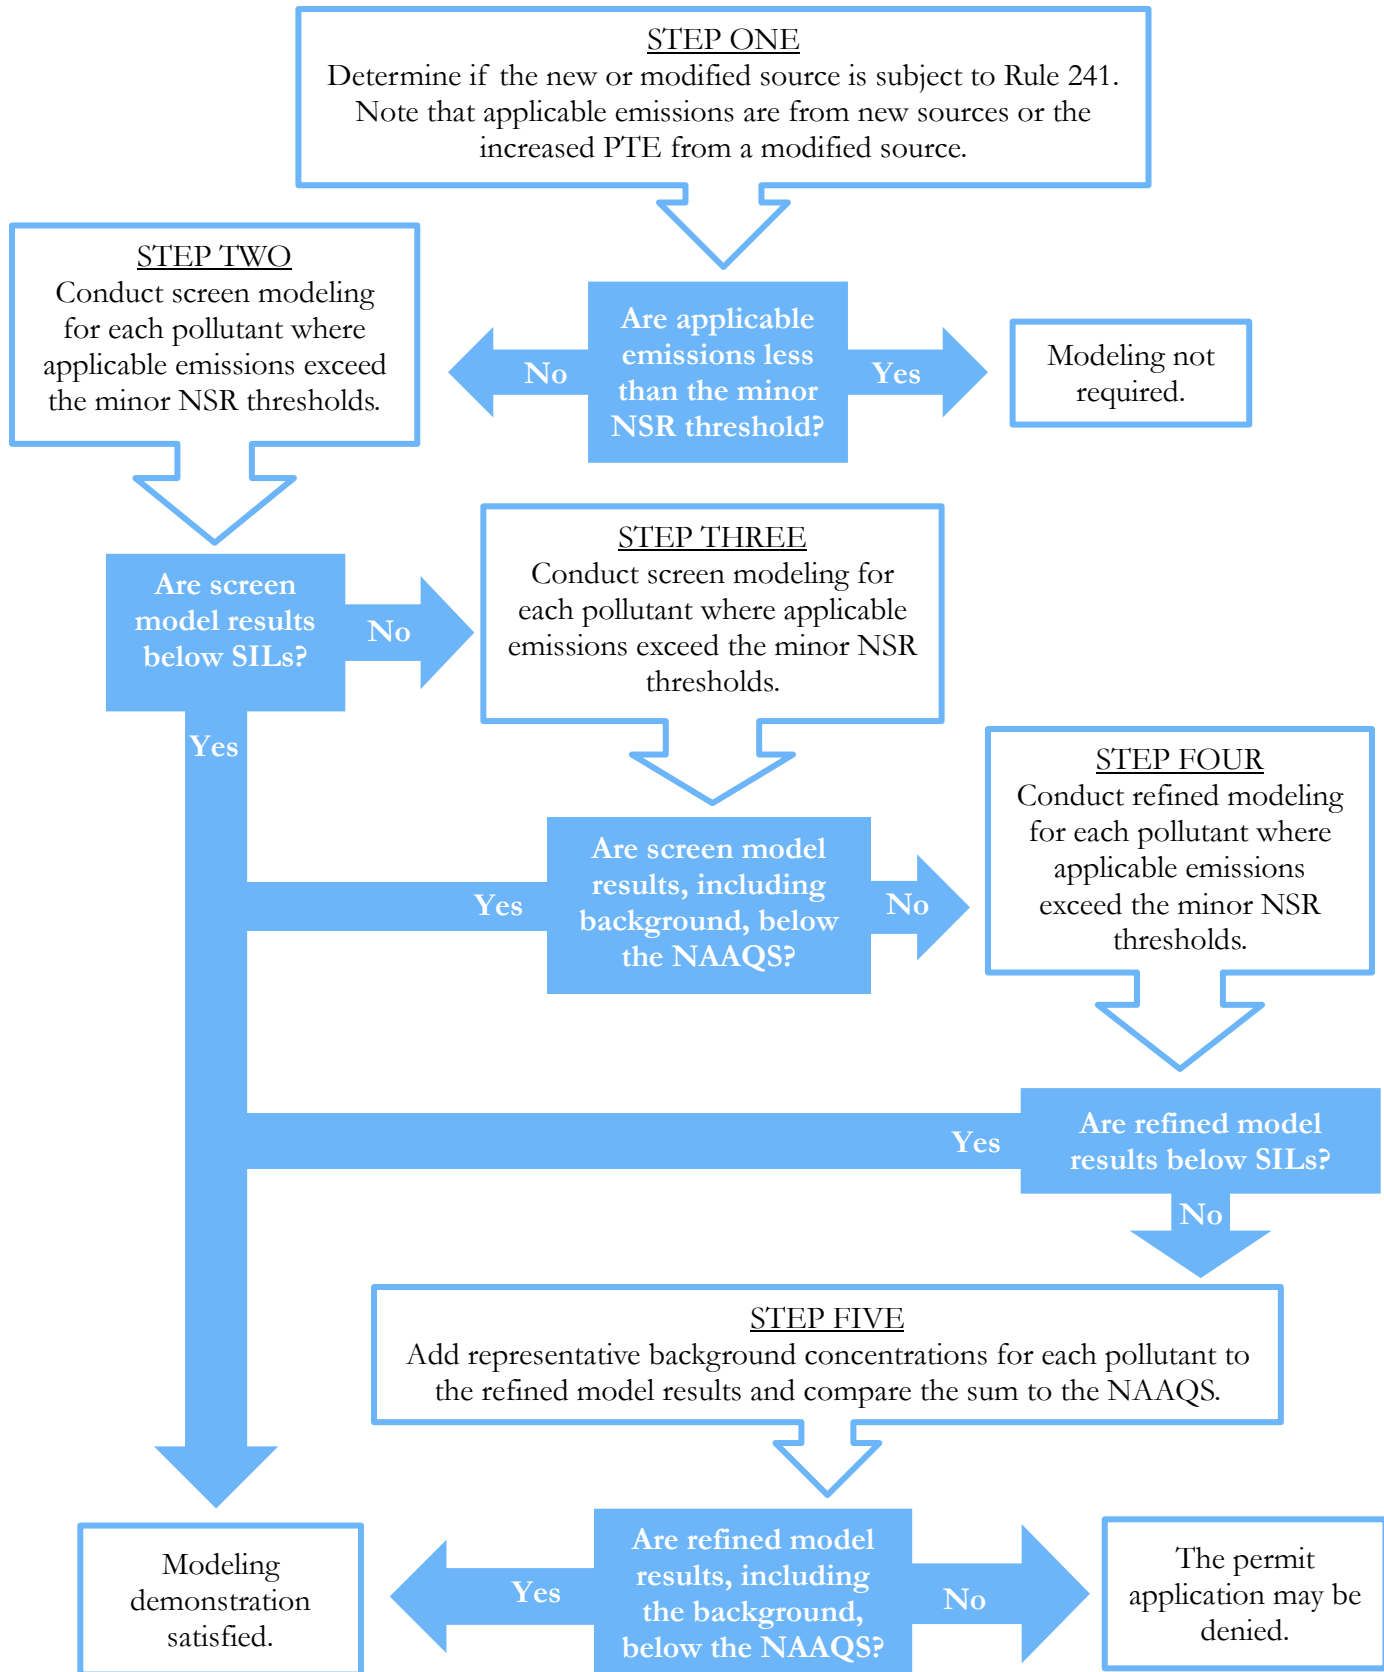 STEP ONE
Determine if the new or modified source is subject to Rule 241.
Note that applicable emissions are from new sources or the
increased PTE from a modified source.
STEP TWO
Conduct screen modeling
for each pollutant where
applicable emissions exceed
the minor NSR thresholds.
Are applicable
emissions less
than the minor
NSR threshold?
No
Yes
Modeling not
required.
Are screen
model results
below SILs?
No
Yes
STEP THREE
Conduct screen modeling for
each pollutant where applicable
emissions exceed the minor NSR
thresholds.
Are screen model
results, including
background, below
the NAAQS?
Yes
No
STEP FOUR
Conduct refined modeling
for each pollutant where
applicable emissions
exceed the minor NSR
thresholds.
Are refined model
results below SILs?
Yes
No
STEP FIVE
Add representative background concentrations for each pollutant to
the refined model results and compare the sum to the NAAQS.
Are refined model
results, including
the background,
below the NAAQS?
Yes
No
Modeling
demonstration
satisfied.
The permit
application may be
denied.